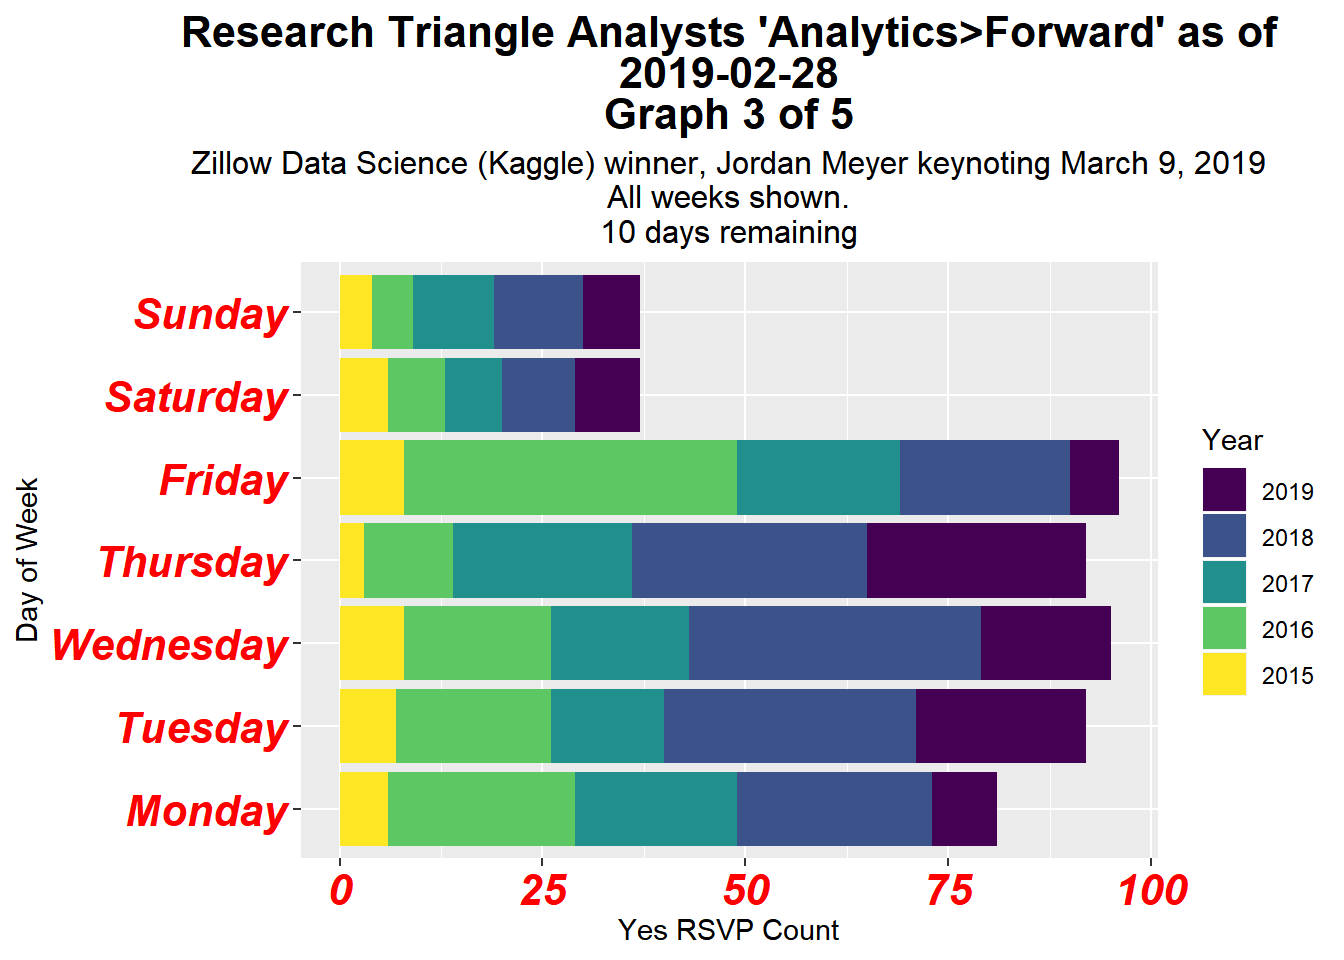 Research Triangle Analysts 'Analytics>Forward' as of
2019-02-28
Graph 3 of 5
Zillow Data Science (Kaggle) winner, Jordan Meyer keynoting March 9, 2019
All weeks shown.
10 days remaining
Day of Week
Sunday
Saturday
Friday
Thursday
Wednesday
Tuesday
Monday
0 25 50 75 100
Yes RSVP Count
Year
2019
2018
2017
2016
2015